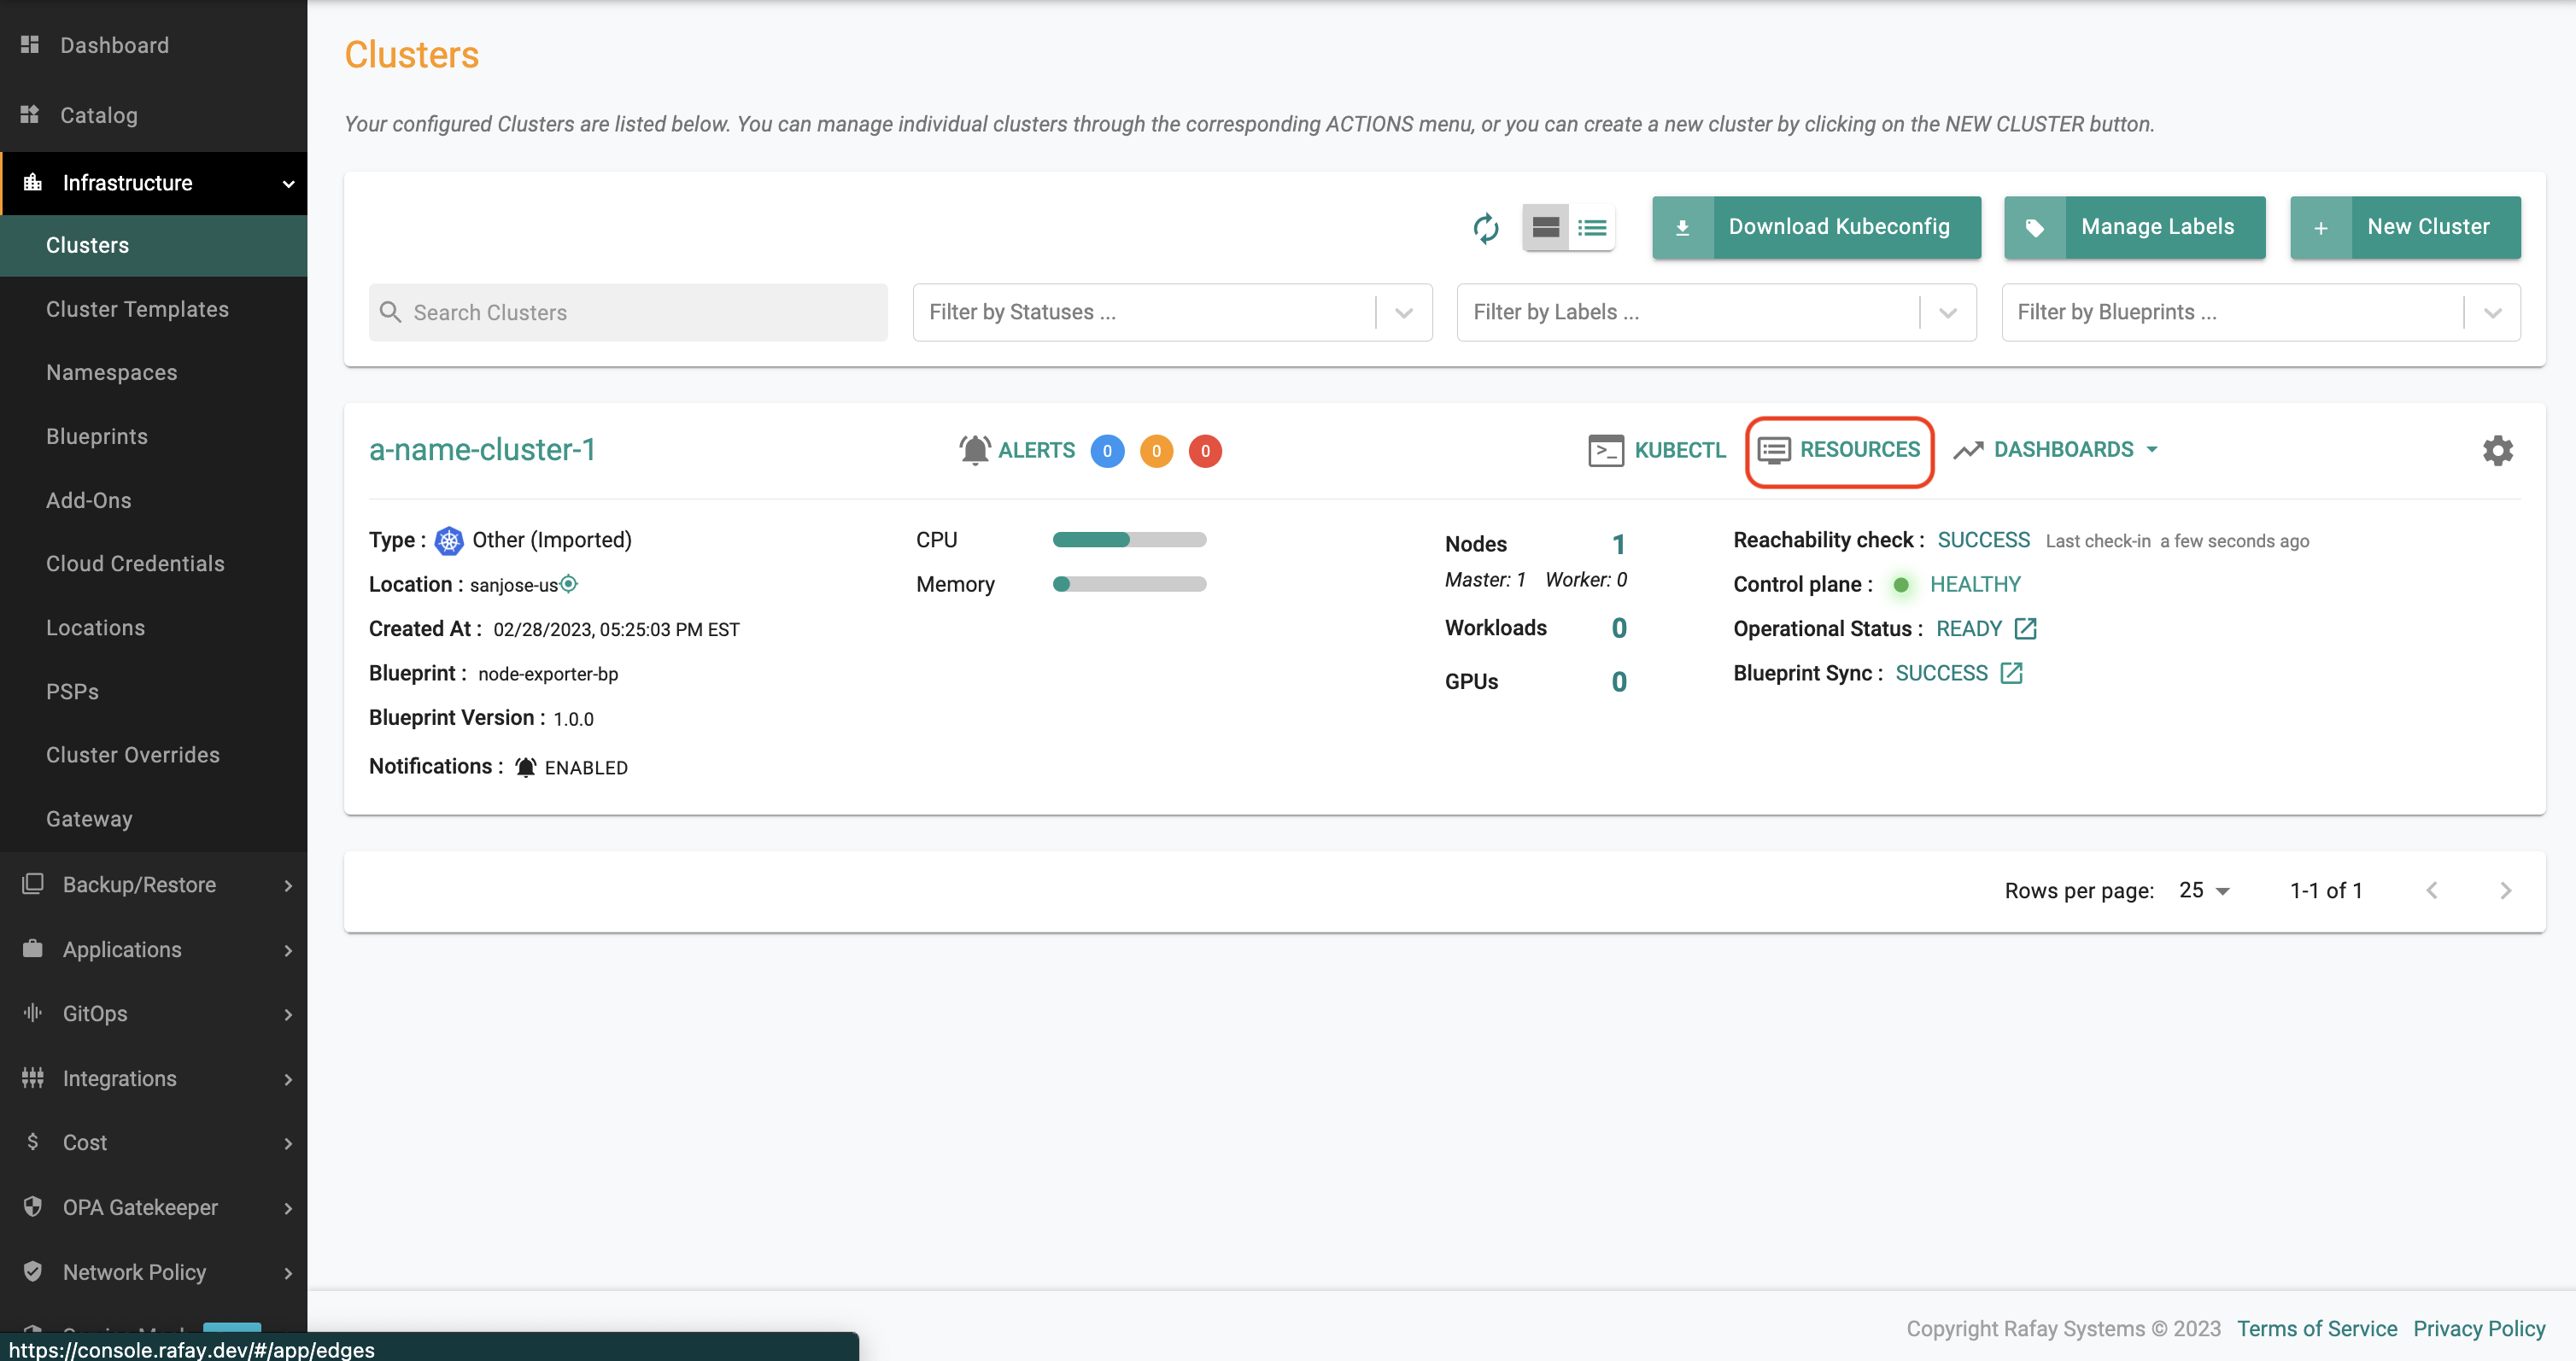 Dashboard
Catalog
Infrastructure
Clusters
Cluster Templates
Namespaces
Blueprints
Add-Ons
Cloud Credentials
Locations
PSPs
Cluster Overrides
Gateway
Backup/Restore
Applications
GitOps
Integrations
Cost
OPA Gatekeeper
Network Policy
https://console.rafay.dev/#/app/edges
Clusters
Your configured Clusters are listed below. You can manage individual clusters through the corresponding ACTIONS menu, or you can create a new cluster by clicking on the NEW CLUSTER button.
Download Kubeconfig
Manage Labels
+ New Cluster
Search Clusters
Filter by Statuses ...
Filter by Labels ...
Filter by Blueprints ...
a-name-cluster-1
ALERTS 0 0 0
KUBECTL
RESOURCES
DASHBOARDS
Type : Other (Imported)
Location : sanjose-us
Created At : 02/28/2023, 05:25:03 PM EST
Blueprint : node-exporter-bp
Blueprint Version : 1.0.0
Notifications : ENABLED
CPU
Memory
Nodes 1
Master: 1 Worker: 0
Workloads 0
GPUs 0
Reachability check : SUCCESS Last check-in a few seconds ago
Control plane : HEALTHY
Operational Status : READY
Blueprint Sync : SUCCESS
Rows per page: 25 1-1 of 1
Copyright Rafay Systems © 2023 Terms of Service Privacy Policy